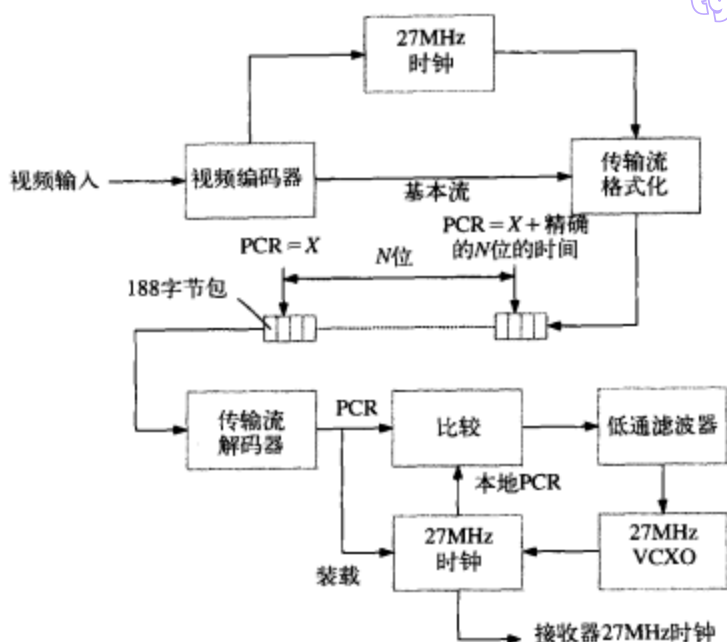 27MHz
时钟
视频输入
视频编码器
基本流
传输流
格式化
PCR=X
N位
PCR=X+精确
的N位的时间
188字节包
传输流
解码器
PCR
比较
低通滤波器
本地PCR
27MHz
时钟
27MHz
VCXO
装载
接收器27MHz时钟